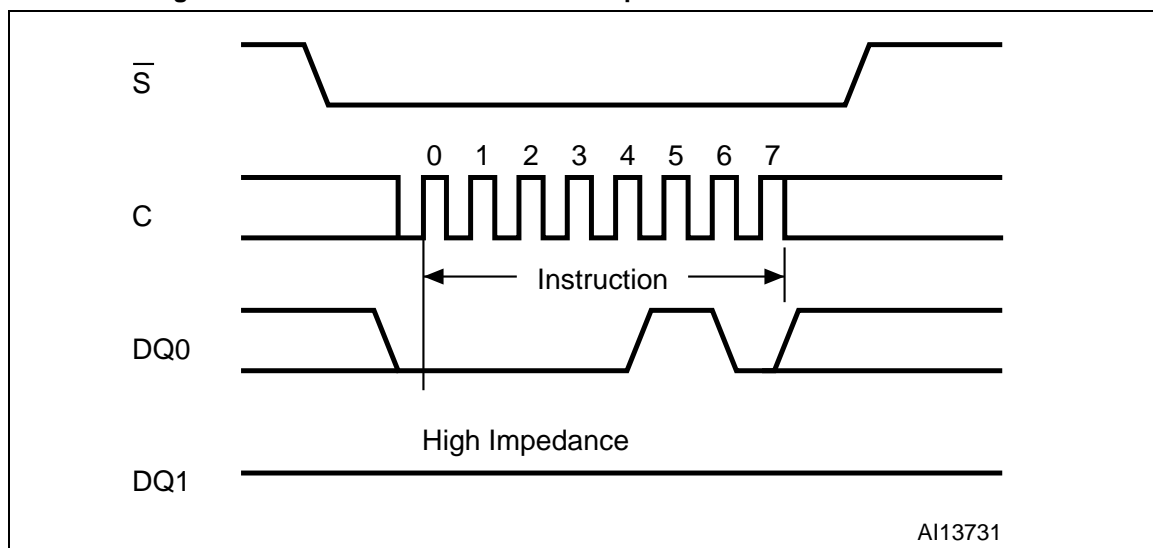 S̅
0 1 2 3 4 5 6 7
C
Instruction
DQ0
High Impedance
DQ1
AI13731